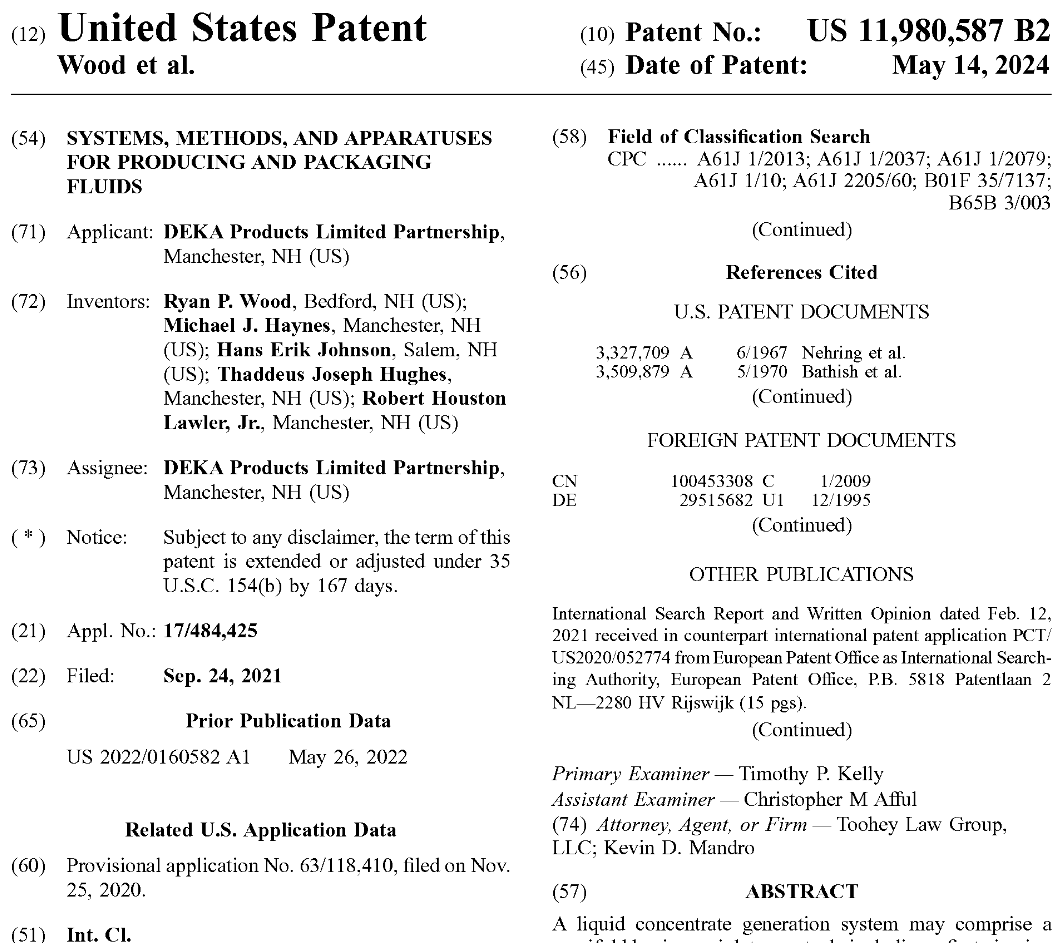 (12) United States Patent
Wood et al.
(10) Patent No.: US 11,980,587 B2
(45) Date of Patent: May 14, 2024
(54) SYSTEMS, METHODS, AND APPARATUSES
FOR PRODUCING AND PACKAGING
FLUIDS
(71) Applicant: DEKA Products Limited Partnership,
Manchester, NH (US)
(72) Inventors: Ryan P. Wood, Bedford, NH (US);
Michael J. Haynes, Manchester, NH
(US); Hans Erik Johnson, Salem, NH
(US); Thaddeus Joseph Hughes,
Manchester, NH (US); Robert Houston
Lawler, Jr., Manchester, NH (US)
(73) Assignee: DEKA Products Limited Partnership,
Manchester, NH (US)
( * ) Notice: Subject to any disclaimer, the term of this
patent is extended or adjusted under 35
U.S.C. 154(b) by 167 days.
(21) Appl. No.: 17/484,425
(22) Filed: Sep. 24, 2021
(65) Prior Publication Data
US 2022/0160582 A1 May 26, 2022
Related U.S. Application Data
(60) Provisional application No. 63/118,410, filed on Nov.
25, 2020.
(51) Int. Cl.
(58) Field of Classification Search
CPC ...... A61J 1/2013; A61J 1/2037; A61J 1/2079;
A61J 1/10; A61J 2205/60; B01F 35/7137;
B65B 3/003
(Continued)
(56) References Cited
U.S. PATENT DOCUMENTS
3,327,709 A 6/1967 Nehring et al.
3,509,879 A 5/1970 Bathish et al.
(Continued)
FOREIGN PATENT DOCUMENTS
CN 100453308 C 1/2009
DE 29515682 U1 12/1995
(Continued)
OTHER PUBLICATIONS
International Search Report and Written Opinion dated Feb. 12,
2021 received in counterpart international patent application PCT/
US2020/052774 from European Patent Office as International Search-
ing Authority, European Patent Office, P.B. 5818 Patentlaan 2
NL—2280 HV Rijswijk (15 pgs).
(Continued)
Primary Examiner — Timothy P. Kelly
Assistant Examiner — Christopher M Afful
(74) Attorney, Agent, or Firm — Toohey Law Group,
LLC; Kevin D. Mandro
(57) ABSTRACT
A liquid concentrate generation system may comprise a